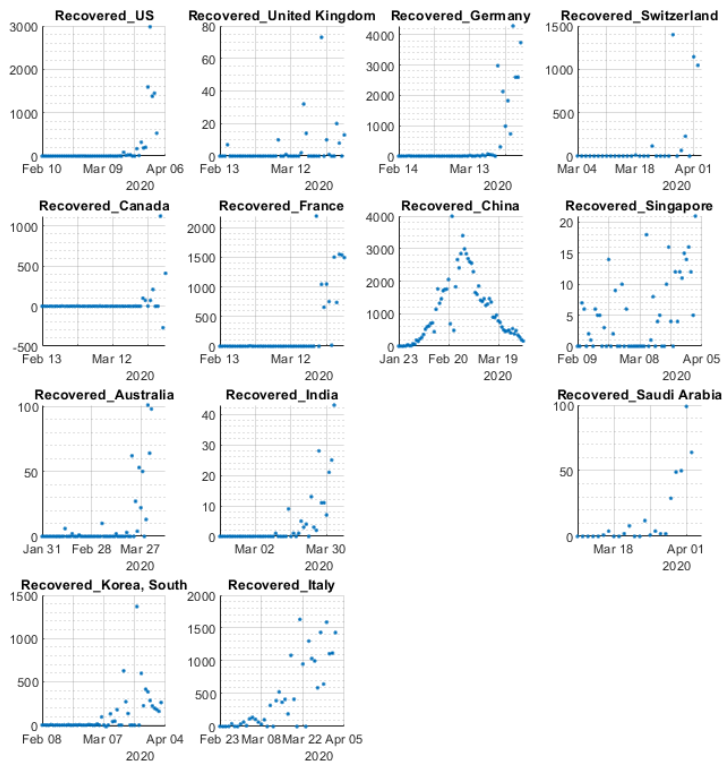 Recovered_US
3000
2000
1000
0
Feb 10
Mar 09
Apr 06
2020
Recovered_United Kingdom
80
60
40
20
0
Feb 13
Mar 12
2020
Recovered_Germany
4000
3000
2000
1000
0
Feb 14
Mar 13
2020
Recovered_Switzerland
1500
1000
500
0
Mar 04
Mar 18
Apr 01
2020
Recovered_Canada
1000
500
0
-500
Feb 13
Mar 12
2020
Recovered_France
2000
1500
1000
500
0
Feb 13
Mar 12
2020
Recovered_China
4000
3000
2000
1000
0
Jan 23
Feb 20
Mar 19
2020
Recovered_Singapore
20
15
10
5
0
Feb 09
Mar 08
Apr 05
2020
Recovered_Australia
100
50
0
Jan 31
Feb 28
Mar 27
2020
Recovered_India
40
30
20
10
0
Mar 02
Mar 30
2020
Recovered_Saudi Arabia
100
50
0
Mar 18
Apr 01
2020
Recovered_Korea, South
1500
1000
500
0
Feb 08
Mar 07
Apr 04
2020
Recovered_Italy
2000
1500
1000
500
0
Feb 23
Mar 08
Mar 22
Apr 05
2020